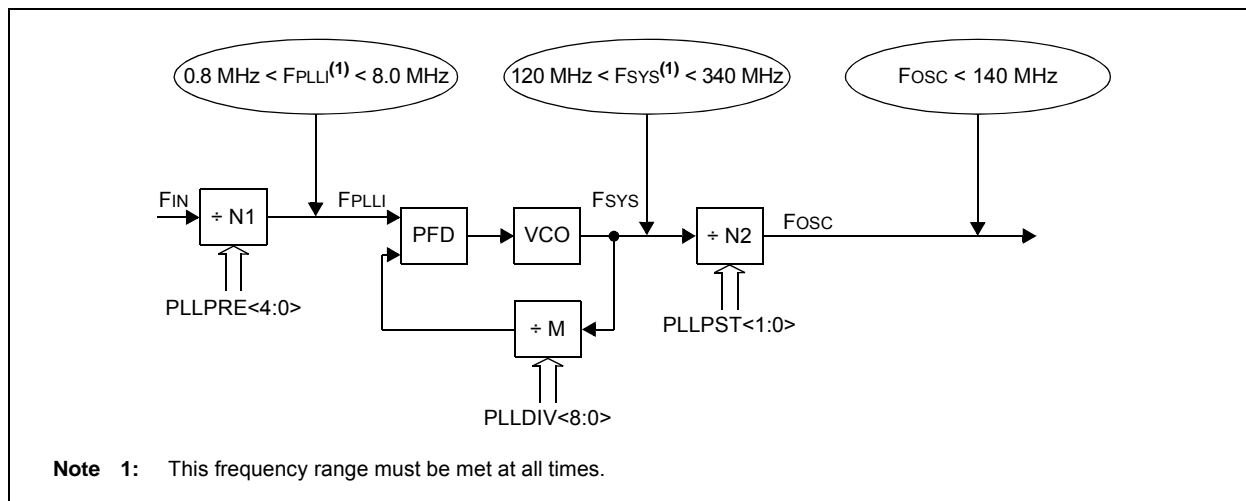 0.8 MHz < FPLLI(1) < 8.0 MHz
120 MHz < FSYS(1) < 340 MHz
FOSC < 140 MHz
FIN
÷ N1
FPLLI
PFD
VCO
FSYS
÷ N2
FOSC
PLLPRE<4:0>
÷ M
PLLPST<1:0>
PLLDIV<8:0>
Note 1: This frequency range must be met at all times.